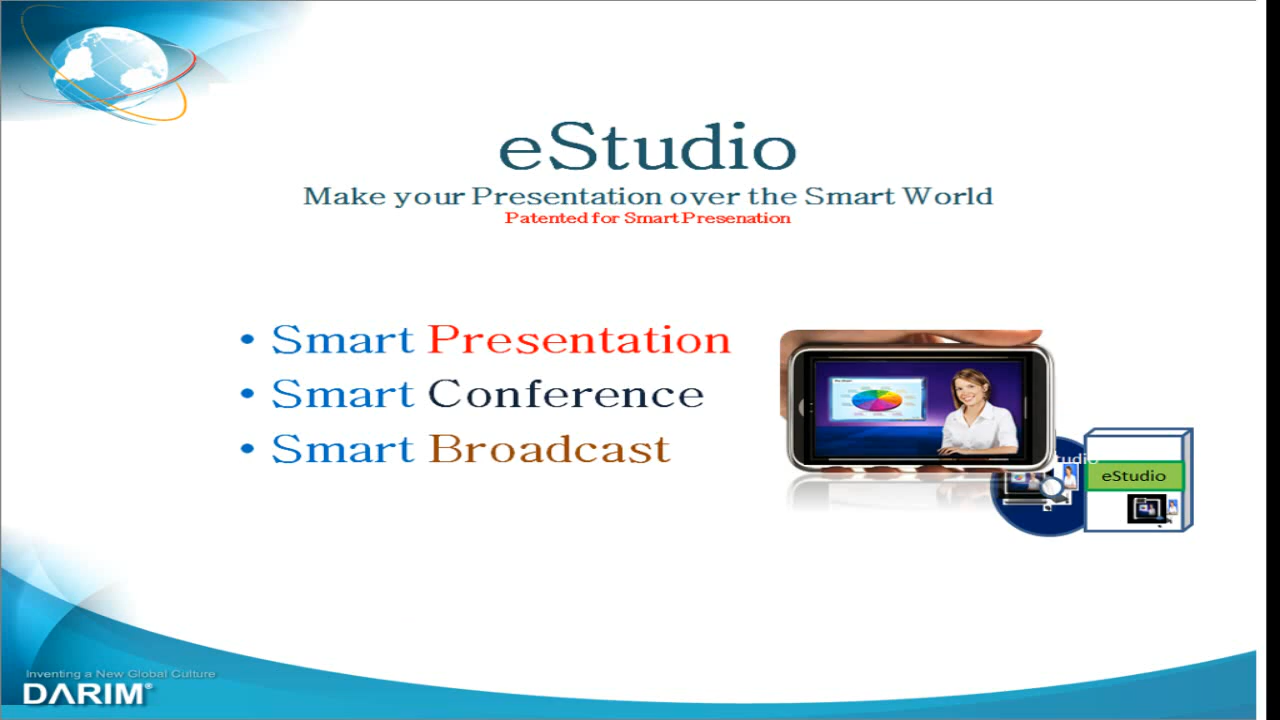 eStudio
Make your Presentation over the Smart World
Patented for Smart Presenation
• Smart Presentation
• Smart Conference
• Smart Broadcast
tudio
eStudio
Inventing a New Global Culture
DARIM®